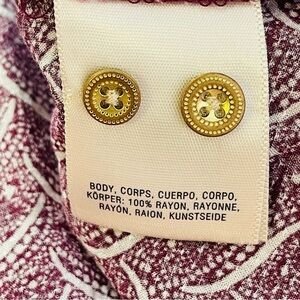 BODY, CORPS, CUERPO, CORPO,
KÖRPER: 100% RAYON, RAYONNE,
RAYÓN, RAION, KUNSTSEIDE